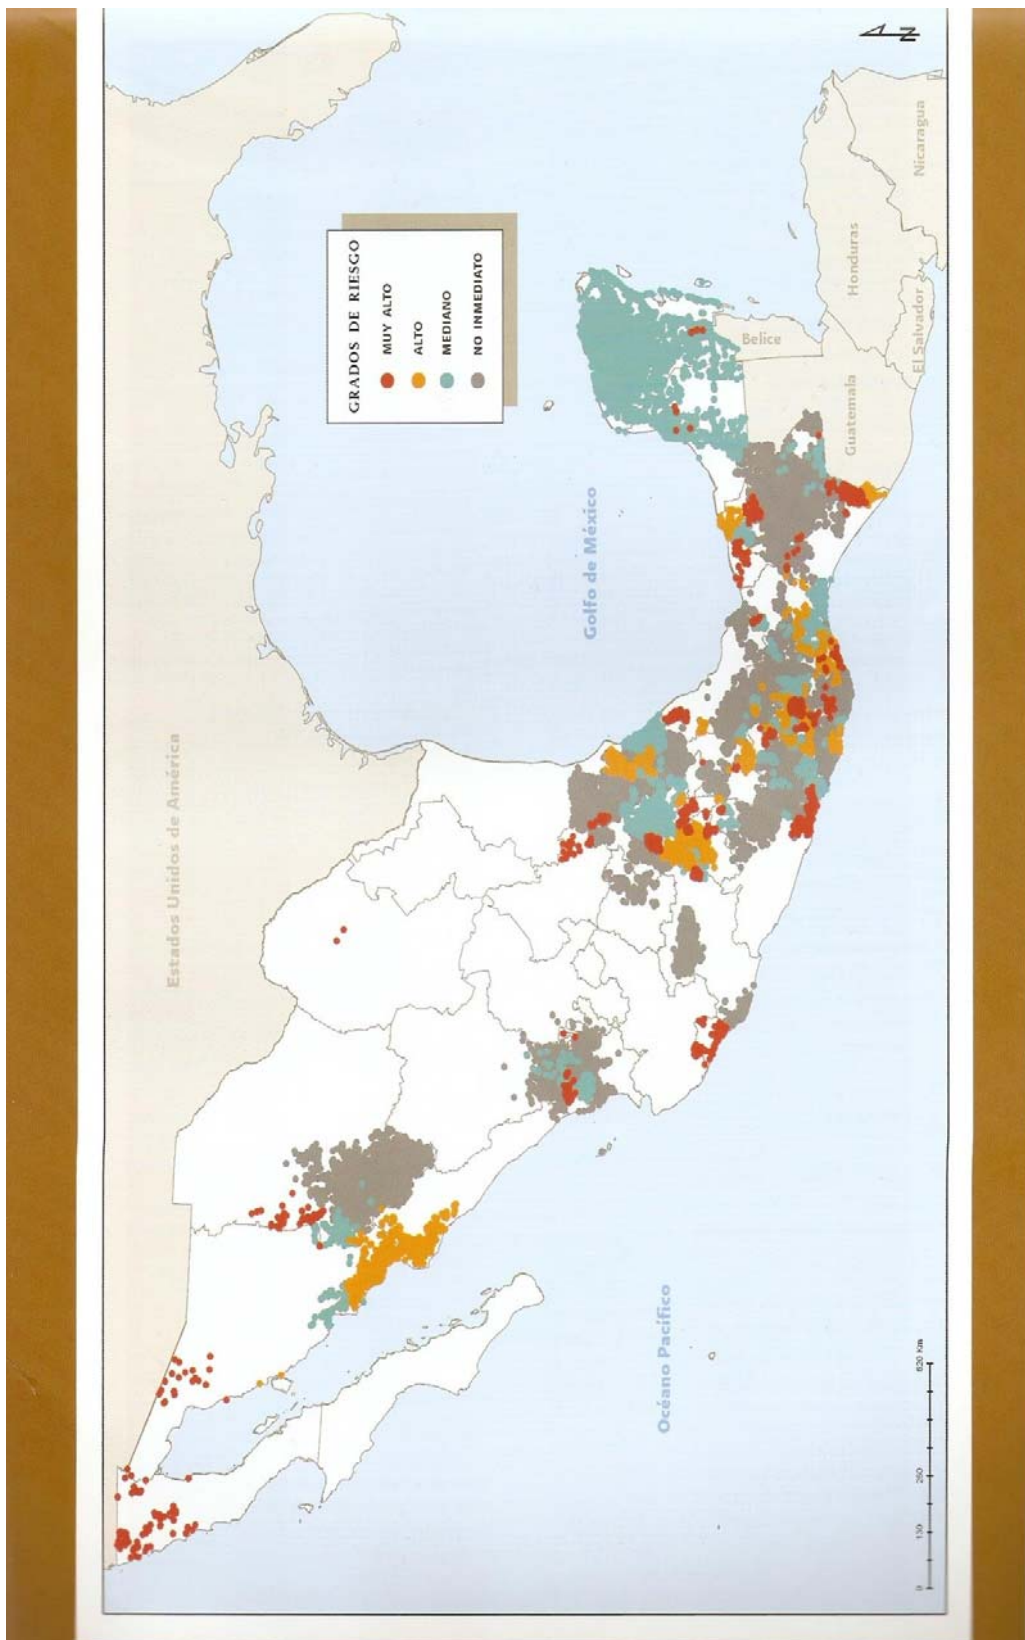 Estados Unidos de América
GRADOS DE RIESGO
MUY ALTO
ALTO
MEDIANO
NO INMEDIATO
Golfo de México
Belice
Guatemala
Honduras
El Salvador
Nicaragua
Océano Pacífico
0 130 260 520 Km
N